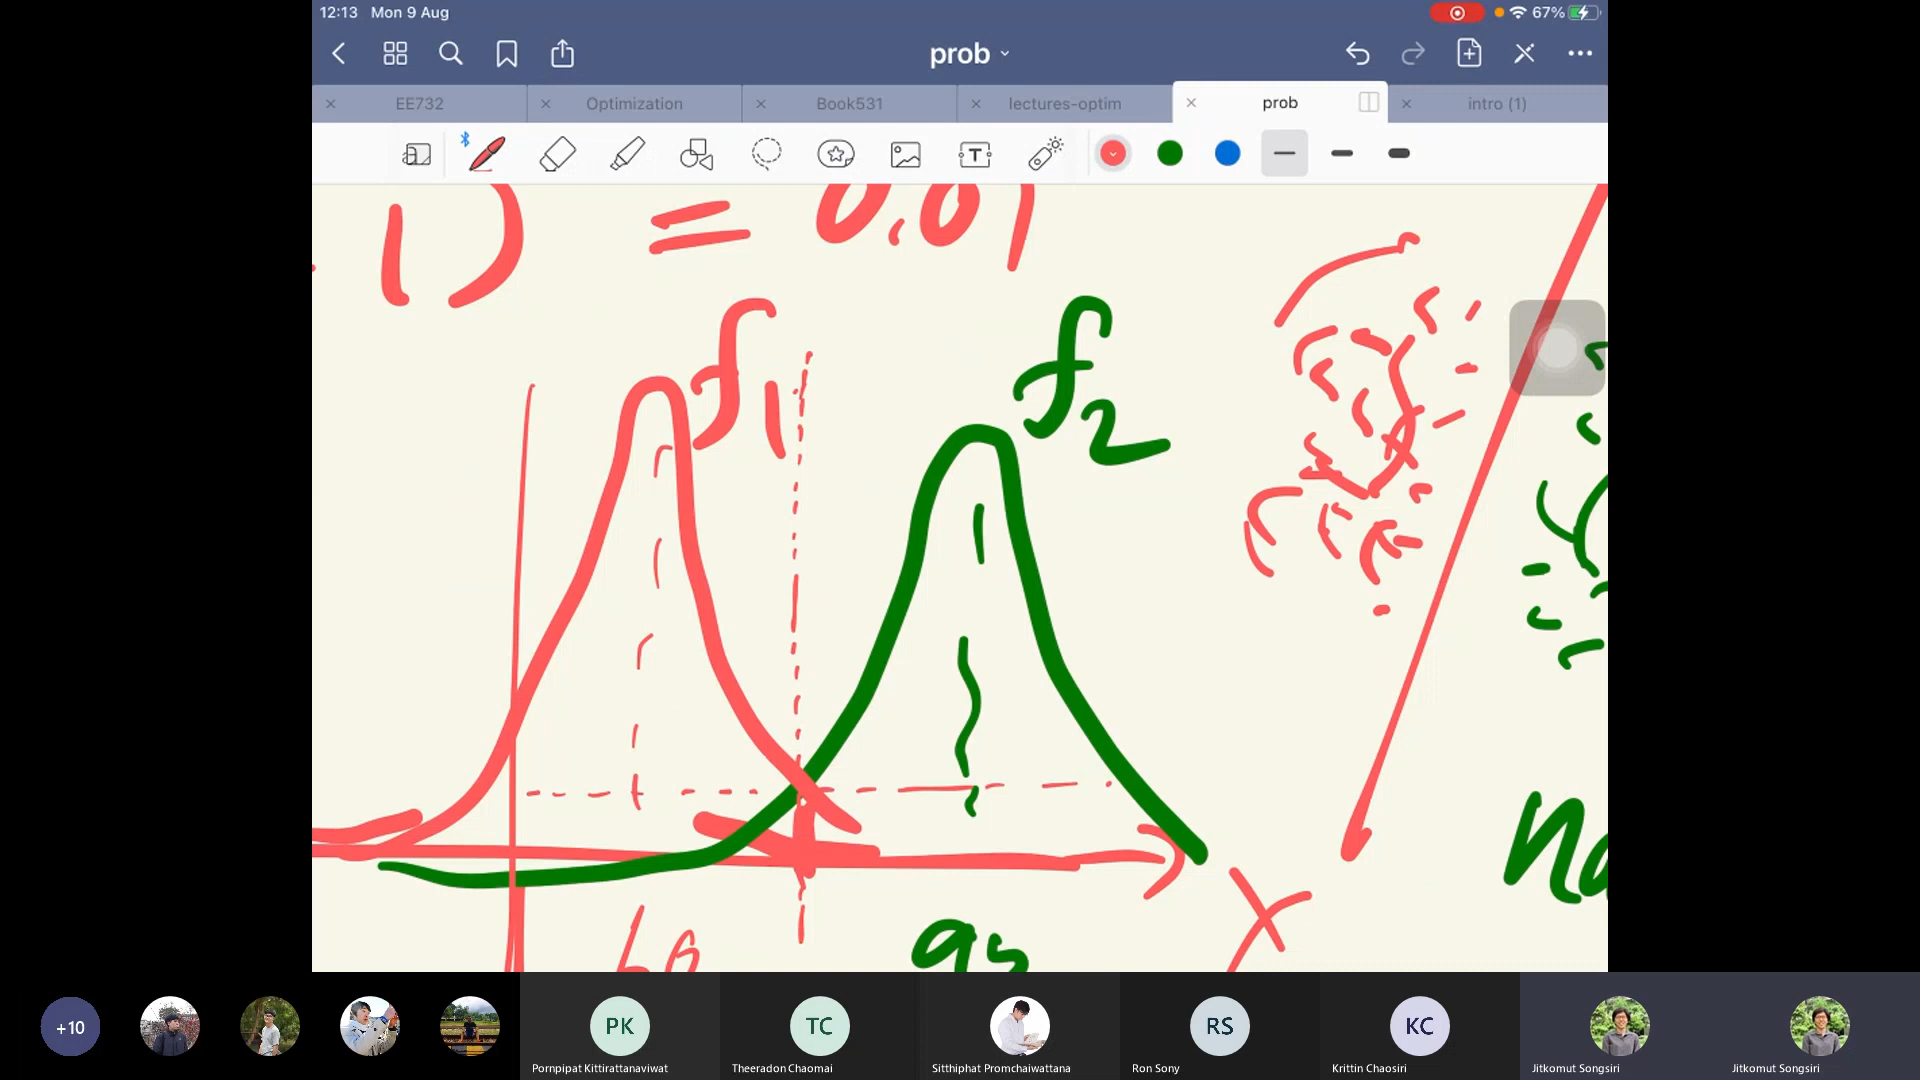 12:13 Mon 9 Aug 67%
prob
EE732 Optimization Book531 lectures-optim prob intro (1)
1) = 0.01
f1 f2
x
95
+10 PK TC RS KC
Pornpipat Kittirattanaviwat Theeradon Chaomai Sitthiphat Promchaiwattana Ron Sony Krittin Chaosiri Jitkomut Songsiri Jitkomut Songsiri